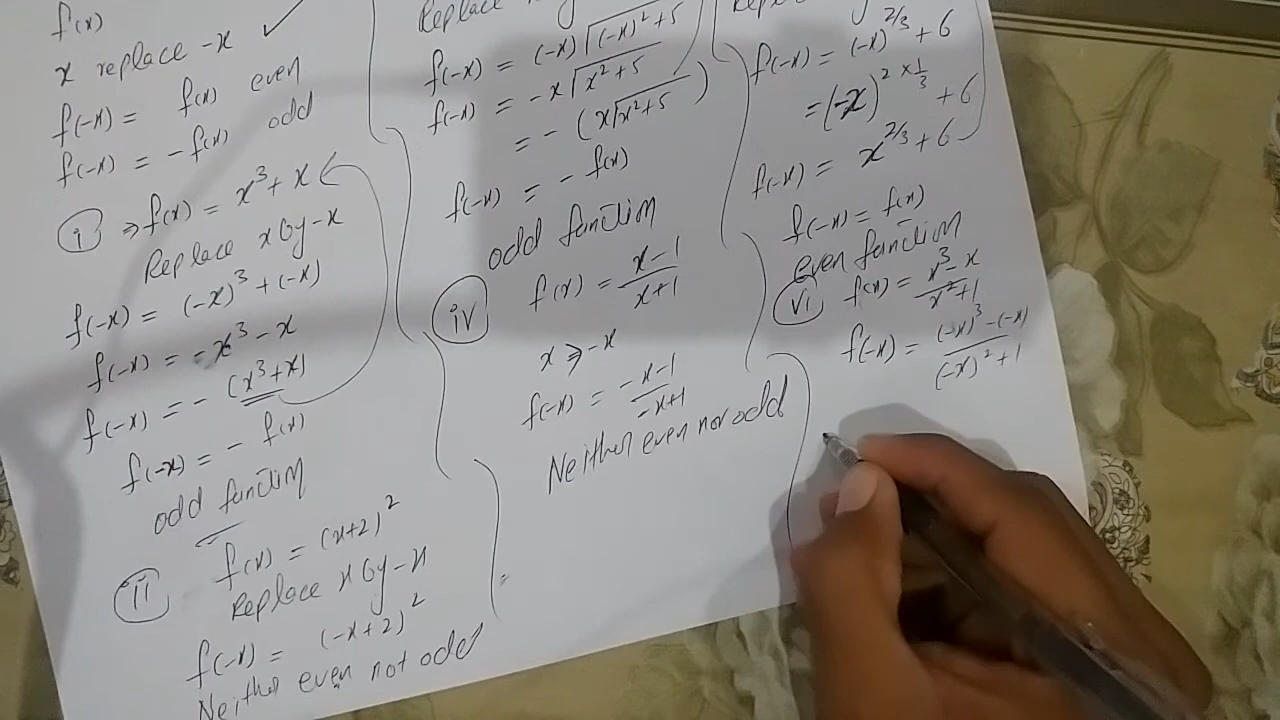 f(x)
x replace -x ✓
f(-x) = f(x) even
f(-x) = -f(x) odd
(i) ⇒ f(x) = x³ + x
Replace x by -x
f(-x) = (-x)³ + (-x)
f(-x) = -x³ - x
f(-x) = - (x³ + x)
f(-x) = - f(x)
odd function
(ii) f(x) = (x+2)²
Replace x by -x
f(-x) = (-x+2)²
Neither even not odd
Replace
f(-x) = (-x) √((-x)² + 5)
f(-x) = -x √(x² + 5)
= - (x √(x² + 5))
f(-x) = - f(x)
odd function
(iv) f(x) = (x-1)/(x+1)
x ⇒ -x
f(-x) = (-x-1)/(-x+1)
Neither even nor odd
f(-x) = (-x)^(2/3) + 6
= (-x)^(2 × 1/3) + 6
f(-x) = x^(2/3) + 6
f(-x) = f(x)
even function
(vi) f(x) = (x³ - x)/(x² + 1)
f(-x) = ((-x)³ - (-x))/((-x)² + 1)